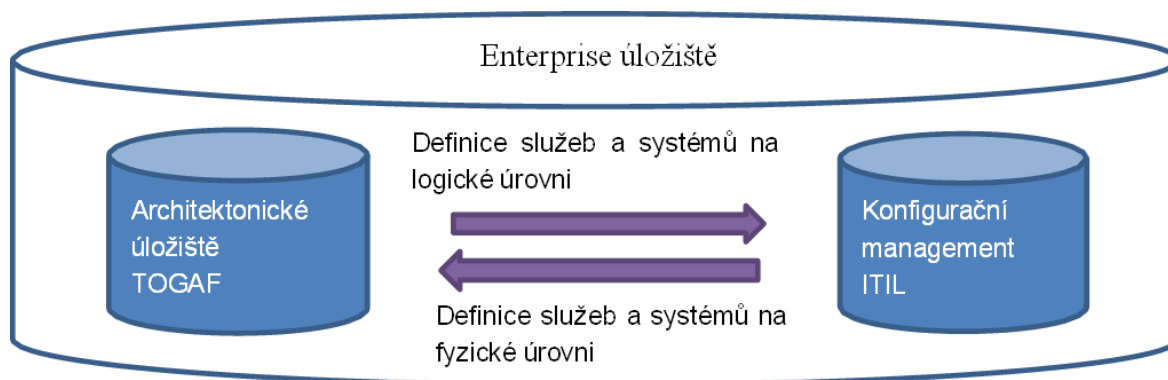 Enterprise úložiště
Definice služeb a systémů na
logické úrovni
Architektonické
úložiště
TOGAF
Konfigurační
management
ITIL
Definice služeb a systémů na
fyzické úrovni